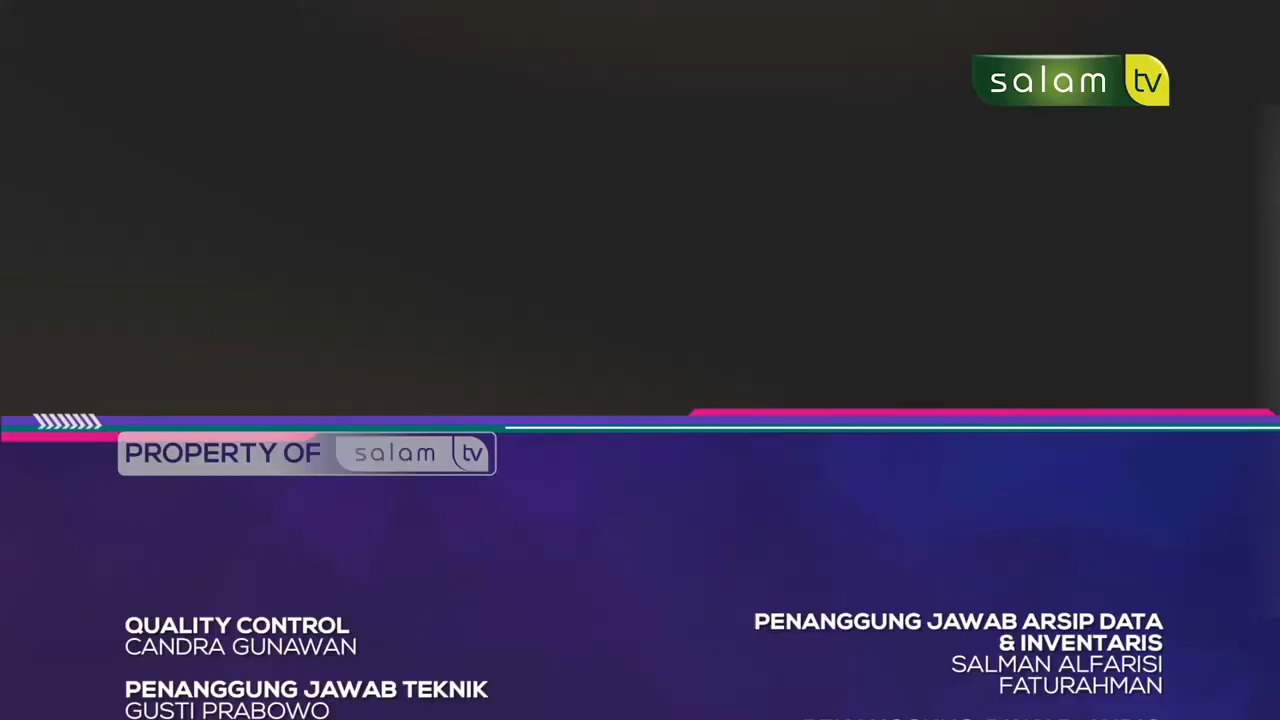 salam tv
PROPERTY OF salam tv
QUALITY CONTROL
CANDRA GUNAWAN
PENANGGUNG JAWAB TEKNIK
GUSTI PRABOWO
PENANGGUNG JAWAB ARSIP DATA
& INVENTARIS
SALMAN ALFARISI
FATURAHMAN